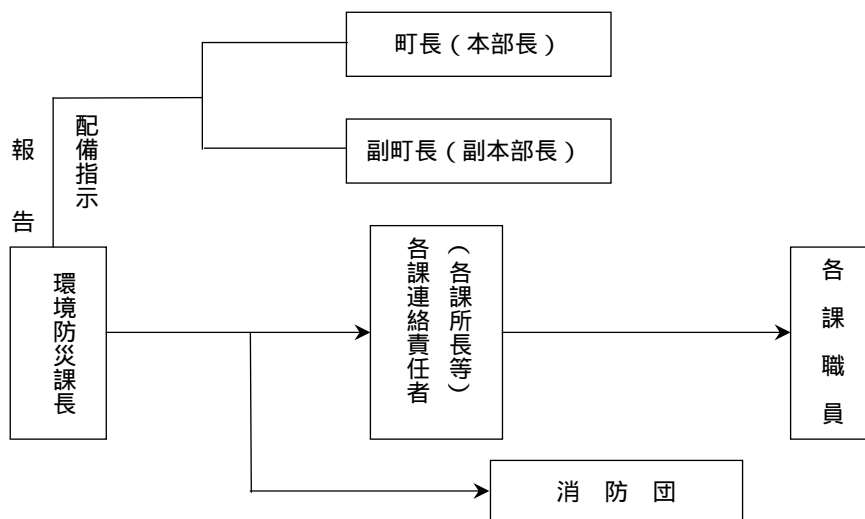 町長（本部長）
副町長（副本部長）
報告
配備指示
環境防災課長
各課連絡責任者
（各課所長等）
各課職員
消防団